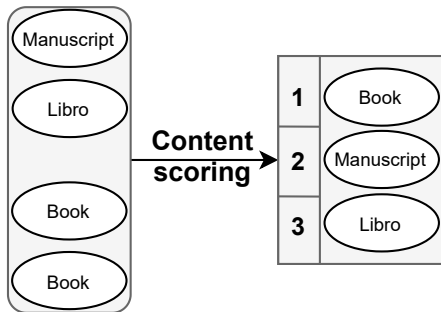 Manuscript
Libro
Book
Book
Content
scoring
1 Book
2 Manuscript
3 Libro